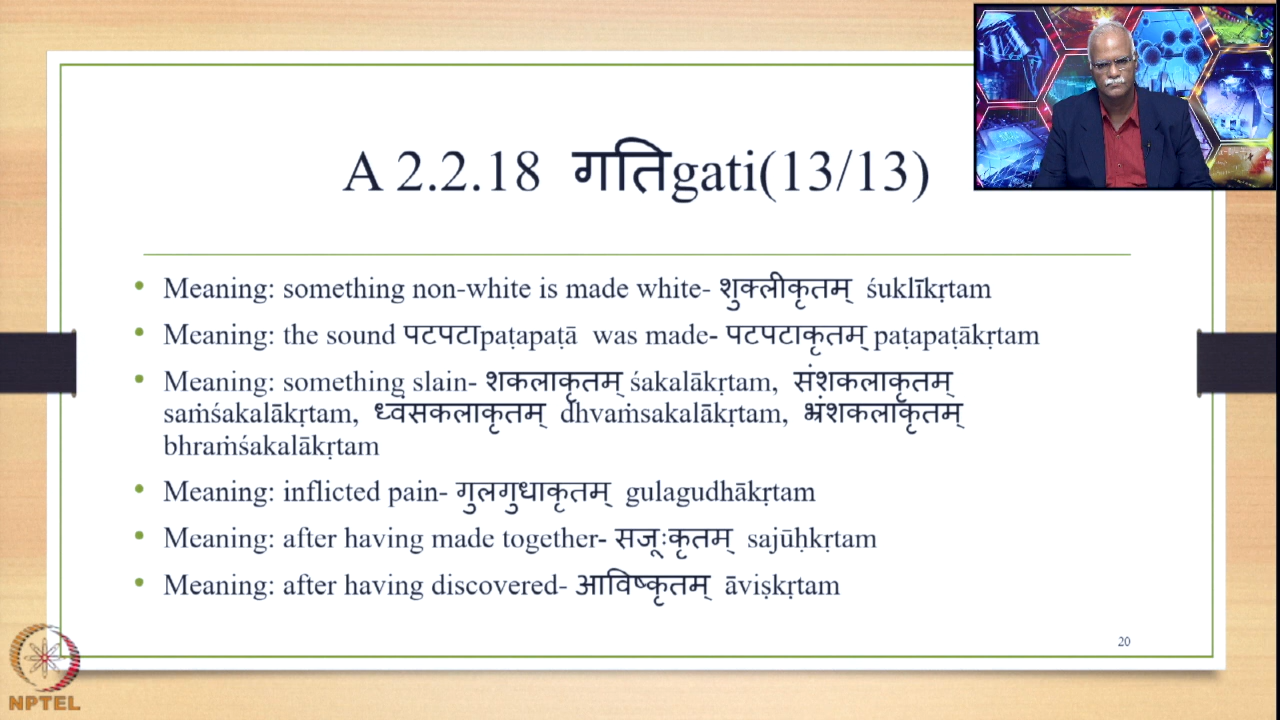 A 2.2.18 गतिgati(13/13)
• Meaning: something non-white is made white- शुक्लीकृतम् śuklīkṛtam
• Meaning: the sound पटपटाpaṭapaṭā was made- पटपटाकृतम् paṭapaṭākṛtam
• Meaning: something slain- शकलाकृतम् śakalākṛtam, संशकलाकृतम्
saṁśakalākṛtam, ध्वंसकलाकृतम् dhvaṁsakalākṛtam, भ्रंशकलाकृतम्
bhraṁśakalākṛtam
• Meaning: inflicted pain- गुलगुधाकृतम् gulagudhākṛtam
• Meaning: after having made together- सजूःकृतम् sajūḥkṛtam
• Meaning: after having discovered- आविष्कृतम् āviṣkṛtam
20
NPTEL